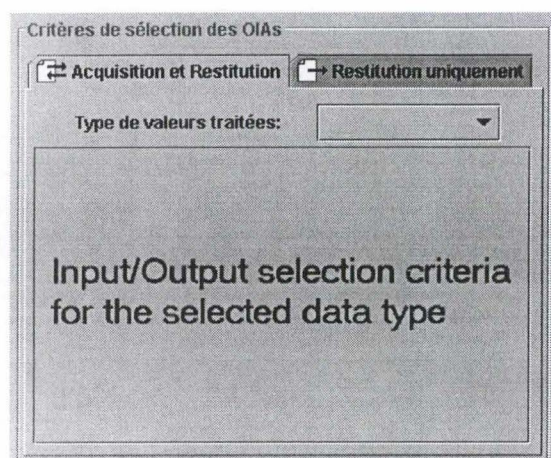 Critères de sélection des OIAs
Acquisition et Restitution Restitution uniquement
Type de valeurs traitées:
Input/Output selection criteria
for the selected data type